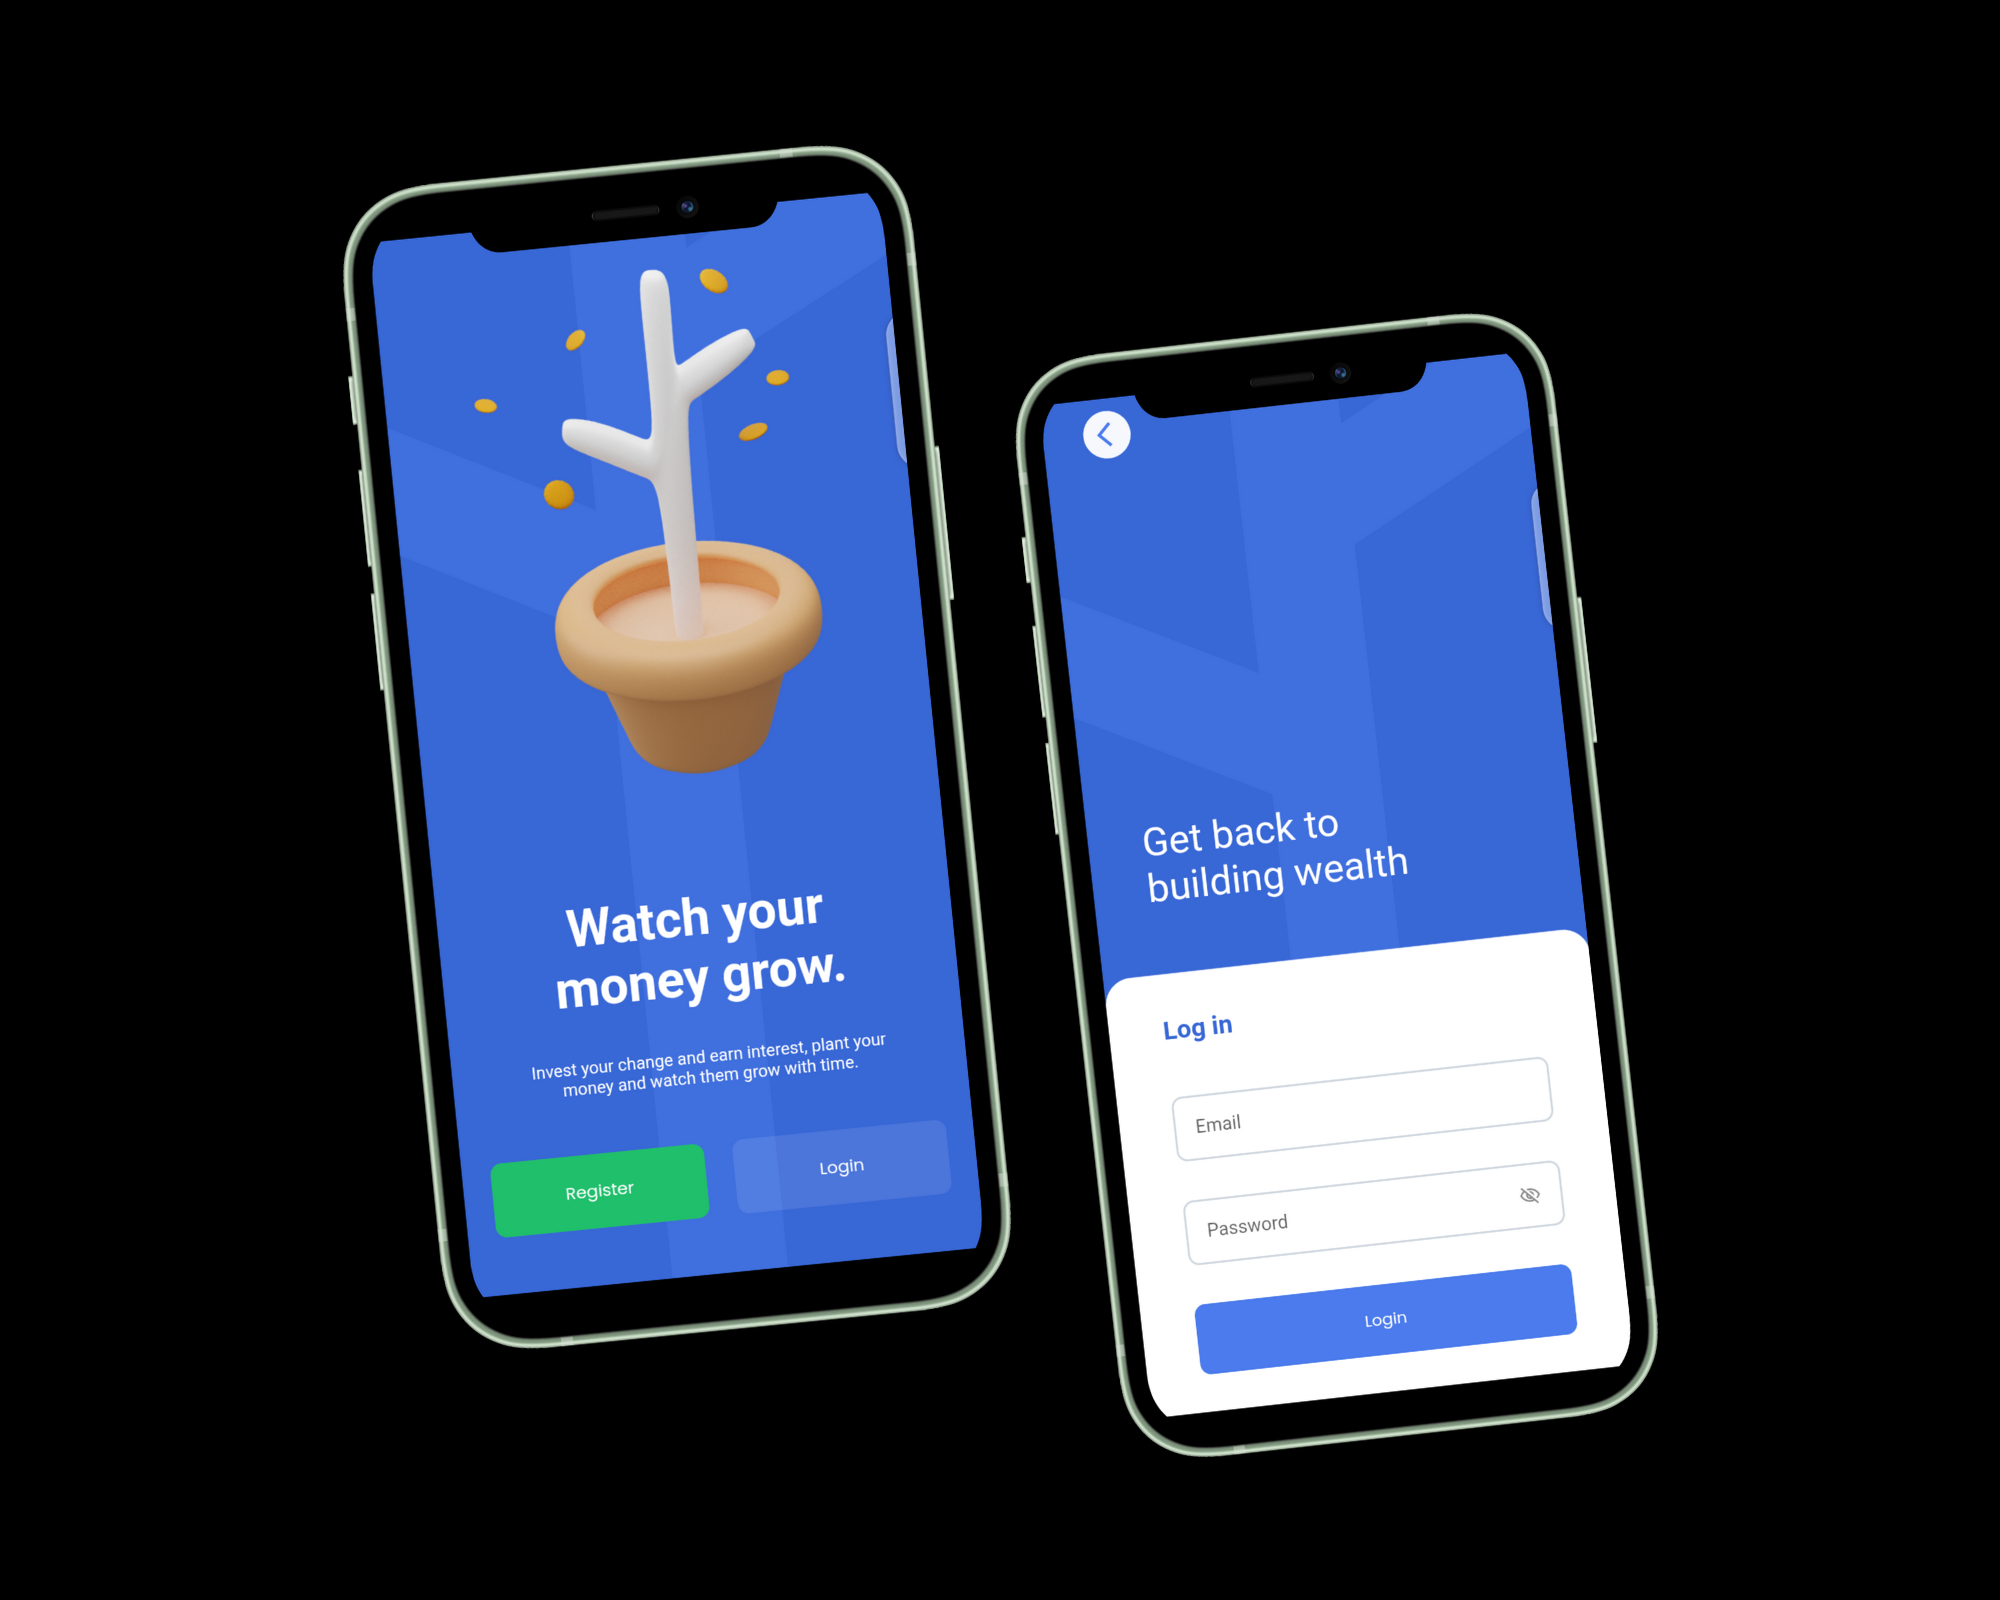 Watch your
money grow.
Invest your change and earn interest, plant your
money and watch them grow with time.
Register
Login
Get back to
building wealth
Log in
Email
Password
Login